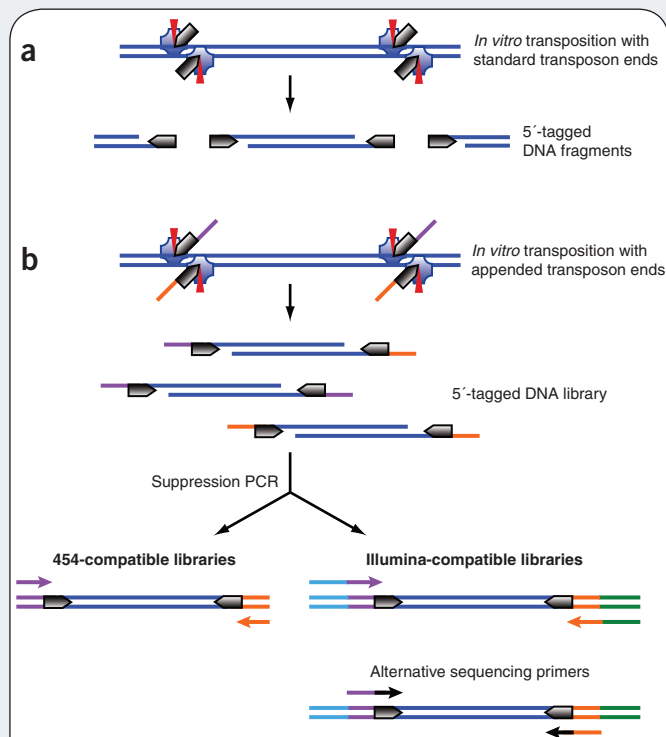 a
In vitro transposition with
standard transposon ends
5´-tagged
DNA fragments
b
In vitro transposition with
appended transposon ends
5´-tagged DNA library
Suppression PCR
454-compatible libraries
Illumina-compatible libraries
Alternative sequencing primers